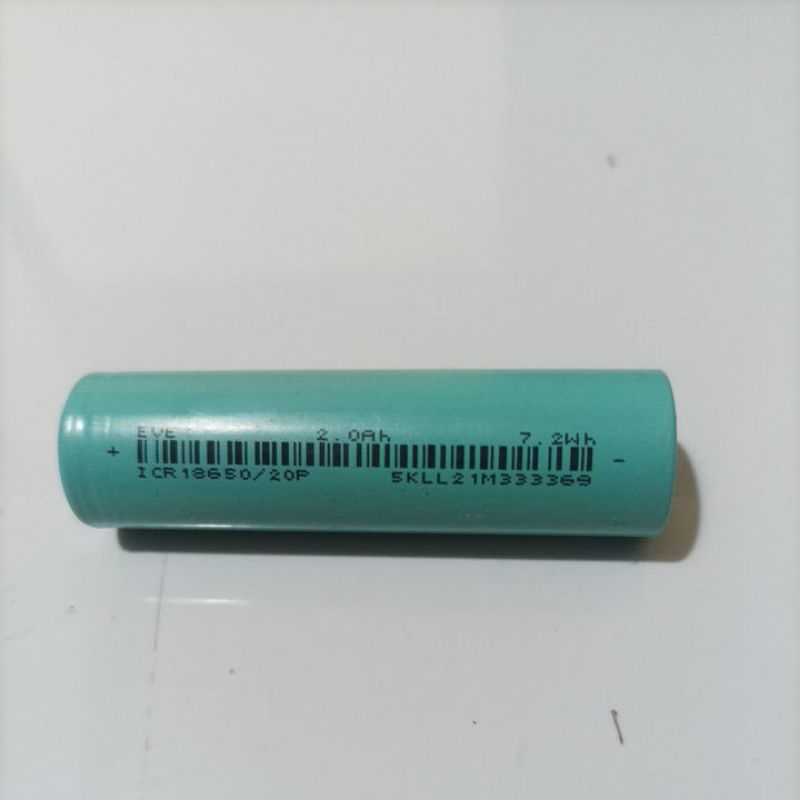 EVE 2.0Ah 7.2Wh
+ -
ICR18650/20P 5KLL21M333369